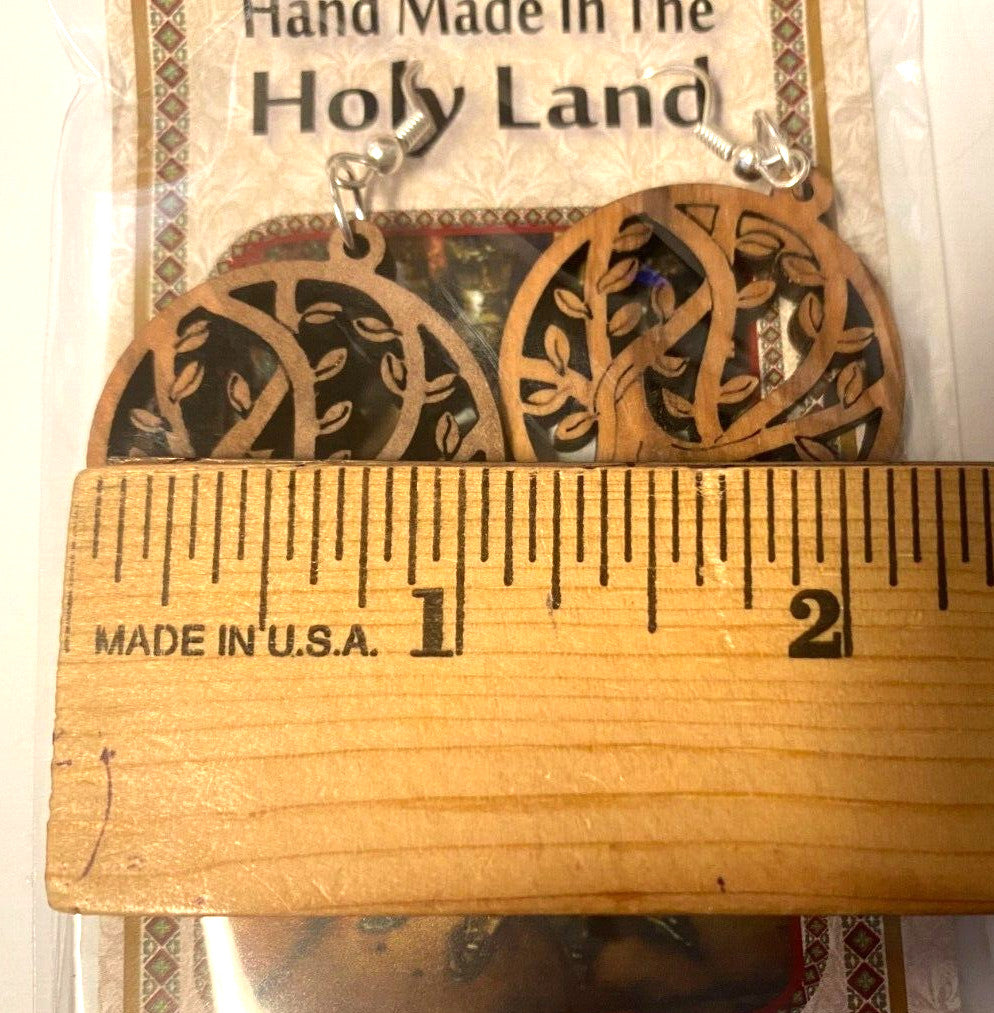 Hand Made In The
Holy Land
1
2
MADE IN U.S.A.